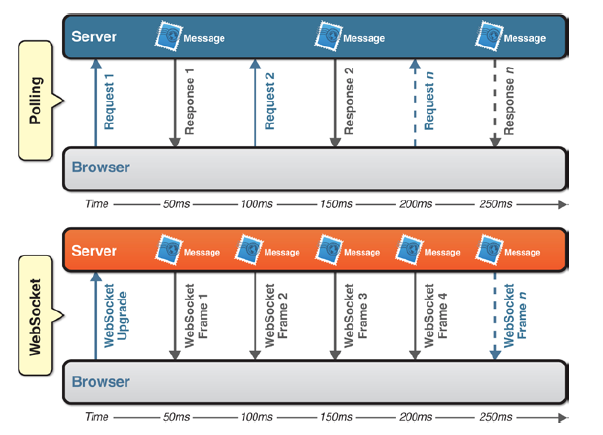 Polling
Server
Message
Message
Message
Request 1
Response 1
Request 2
Response 2
Request n
Response n
Browser
Time 50ms 100ms 150ms 200ms 250ms
WebSocket
Server
Message
Message
Message
Message
Message
WebSocket
Upgrade
WebSocket
Frame 1
WebSocket
Frame 2
WebSocket
Frame 3
WebSocket
Frame 4
WebSocket
Frame n
Browser
Time 50ms 100ms 150ms 200ms 250ms